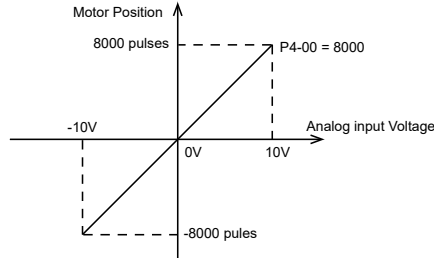 Motor Position
8000 pulses
P4-00 = 8000
-10V
Analog input Voltage
0V
10V
-8000 pules